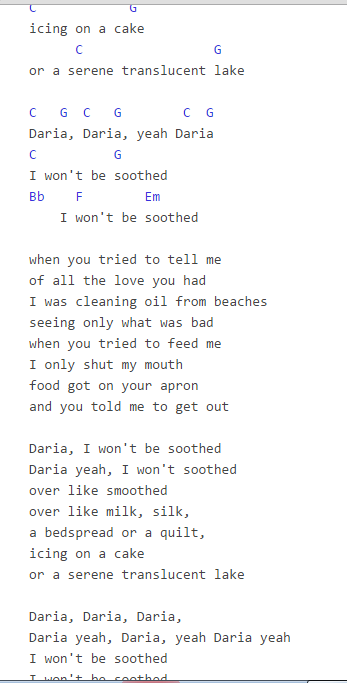 C G
icing on a cake
C G
or a serene translucent lake
C G C G C G
Daria, Daria, yeah Daria
C G
I won't be soothed
Bb F Em
I won't be soothed
when you tried to tell me
of all the love you had
I was cleaning oil from beaches
seeing only what was bad
when you tried to feed me
I only shut my mouth
food got on your apron
and you told me to get out
Daria, I won't be soothed
Daria yeah, I won't soothed
over like smoothed
over like milk, silk,
a bedspread or a quilt,
icing on a cake
or a serene translucent lake
Daria, Daria, Daria,
Daria yeah, Daria, yeah Daria yeah
I won't be soothed
I won't be soothed